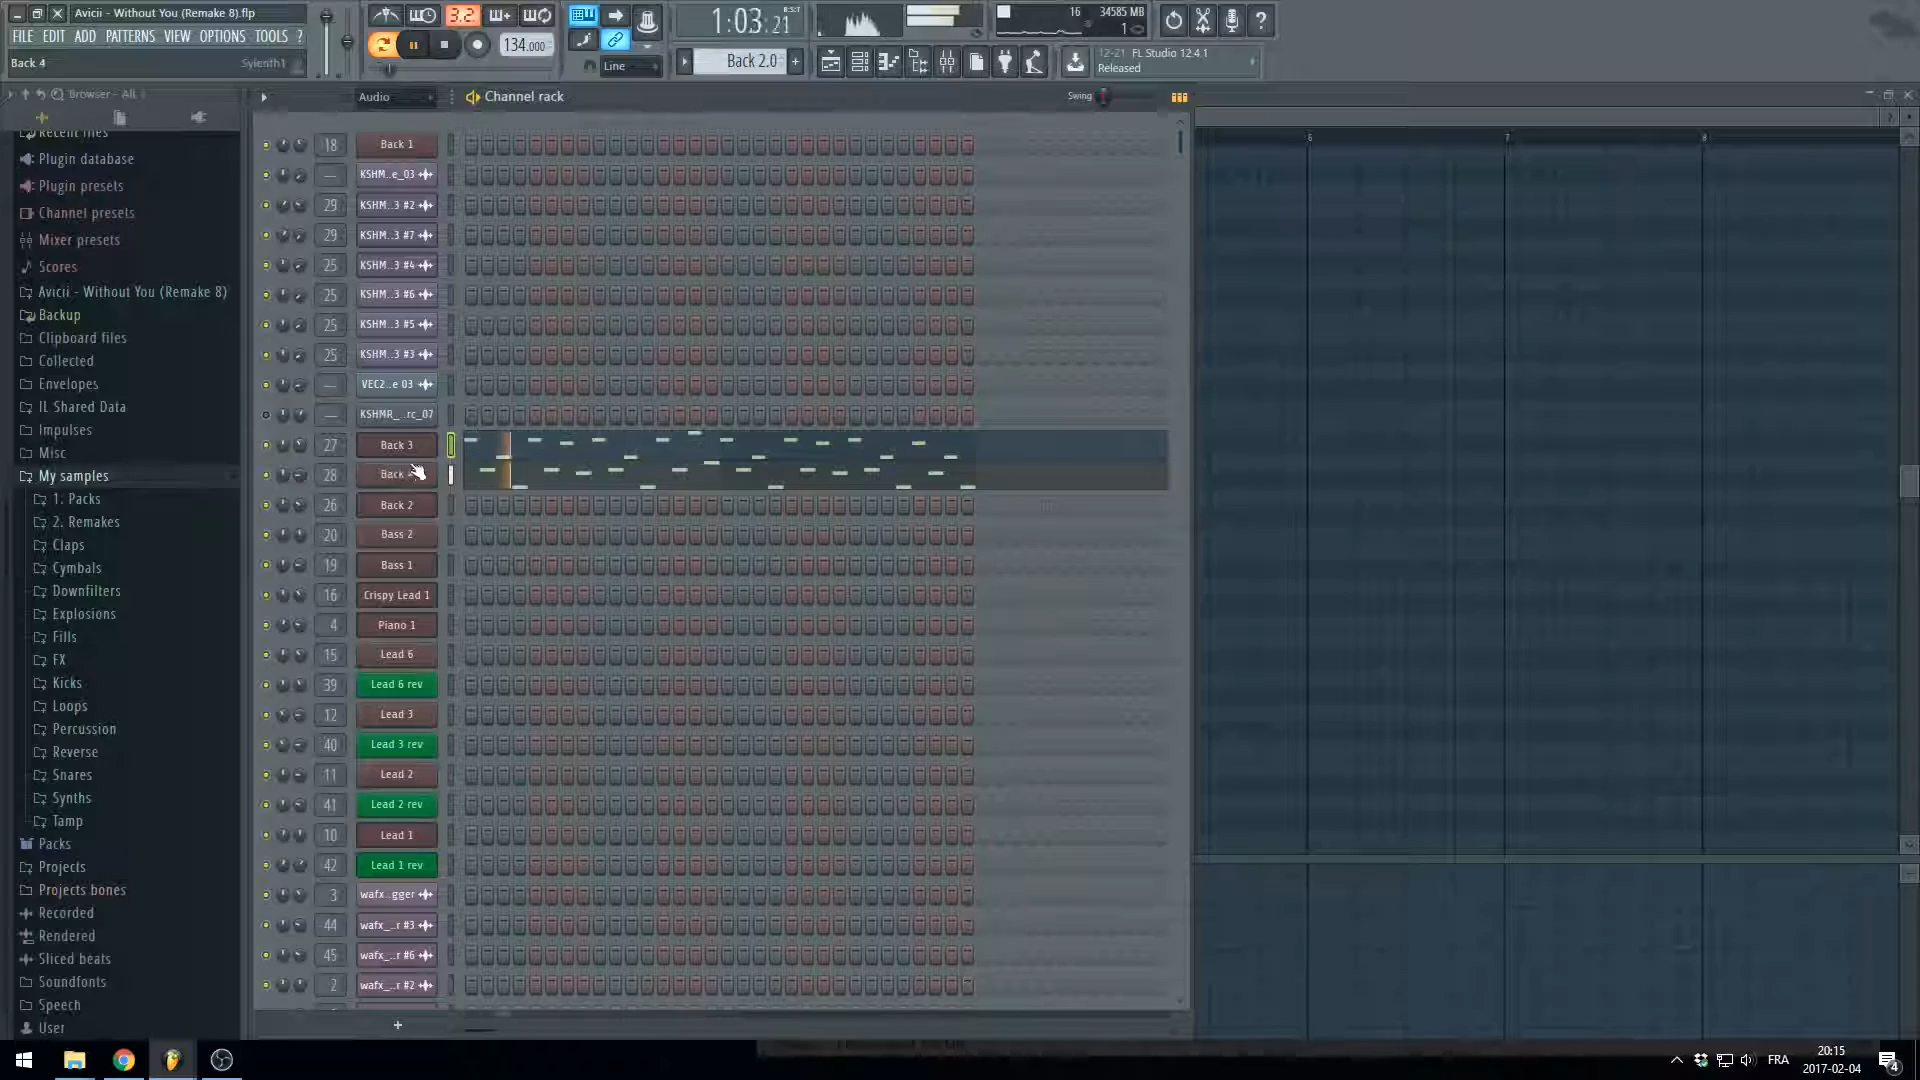 Avicii - Without You (Remake 8).flp
FILE EDIT ADD PATTERNS VIEW OPTIONS TOOLS ?
Back 4
Sylenth1
3.2
134.000
Line
1:03:21
B:S:T
Back 2.0
16
34585 MB
1
12-21 FL Studio 12.4.1
Released
Browser - All
Audio
Channel rack
Swing
Recent files
Plugin database
Plugin presets
Channel presets
Mixer presets
Scores
Avicii - Without You (Remake 8)
Backup
Clipboard files
Collected
Envelopes
IL Shared Data
Impulses
Misc
My samples
1. Packs
2. Remakes
Claps
Cymbals
Downfilters
Explosions
Fills
FX
Kicks
Loops
Percussion
Reverse
Snares
Synths
Tamp
Packs
Projects
Projects bones
Recorded
Rendered
Sliced beats
Soundfonts
Speech
User
18 Back 1
KSHM..e_03
29 KSHM..3 #2
29 KSHM..3 #7
25 KSHM..3 #4
25 KSHM..3 #6
25 KSHM..3 #5
25 KSHM..3 #3
VEC2..e 03
KSHMR_...rc_07
27 Back 3
28 Back
26 Back 2
20 Bass 2
19 Bass 1
16 Crispy Lead 1
4 Piano 1
15 Lead 6
39 Lead 6 rev
12 Lead 3
40 Lead 3 rev
11 Lead 2
41 Lead 2 rev
10 Lead 1
42 Lead 1 rev
3 wafx..gger
44 wafx_..r #3
45 wafx_..r #6
2 wafx_..r #2
+
6 7 8
FRA
20:15
2017-02-04
4